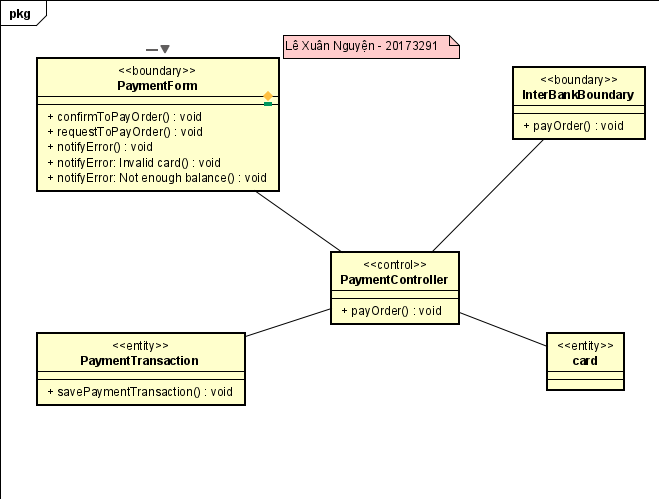 pkg
Lê Xuân Nguyện - 20173291
<<boundary>>
PaymentForm
+ confirmToPayOrder() : void
+ requestToPayOrder() : void
+ notifyError() : void
+ notifyError: Invalid card() : void
+ notifyError: Not enough balance() : void
<<boundary>>
InterBankBoundary
+ payOrder() : void
<<control>>
PaymentController
+ payOrder() : void
<<entity>>
PaymentTransaction
+ savePaymentTransaction() : void
<<entity>>
card